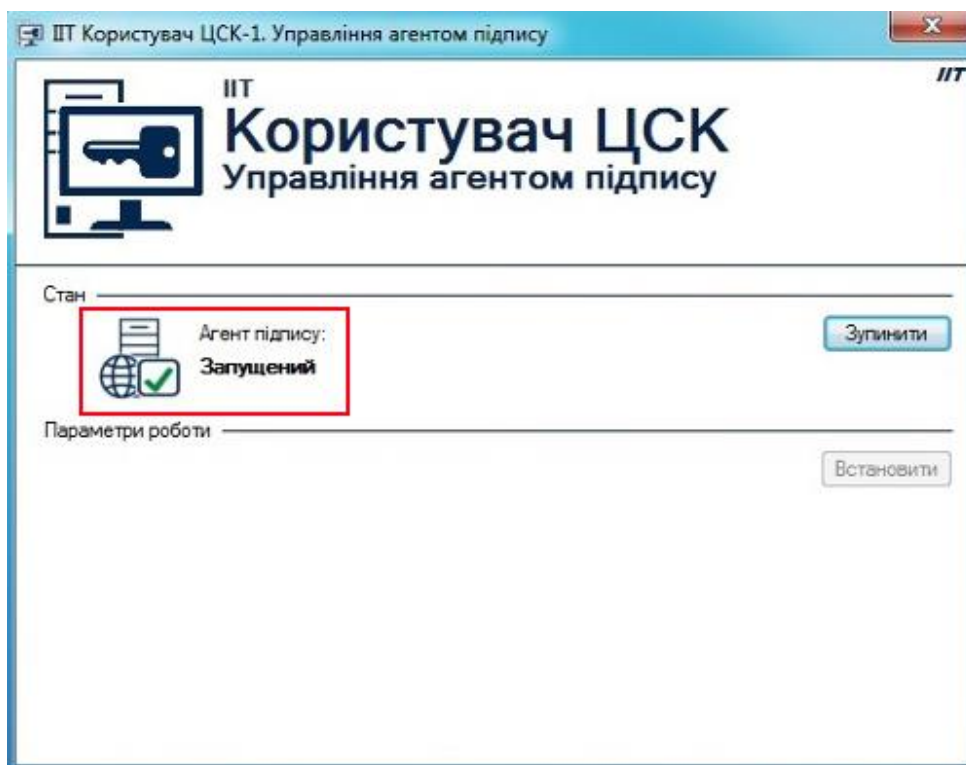 ІІТ Користувач ЦСК-1. Управління агентом підпису
ІІТ
ІІТ
Користувач ЦСК
Управління агентом підпису
Стан
Агент підпису:
Запущений
Зупинити
Параметри роботи
Встановити